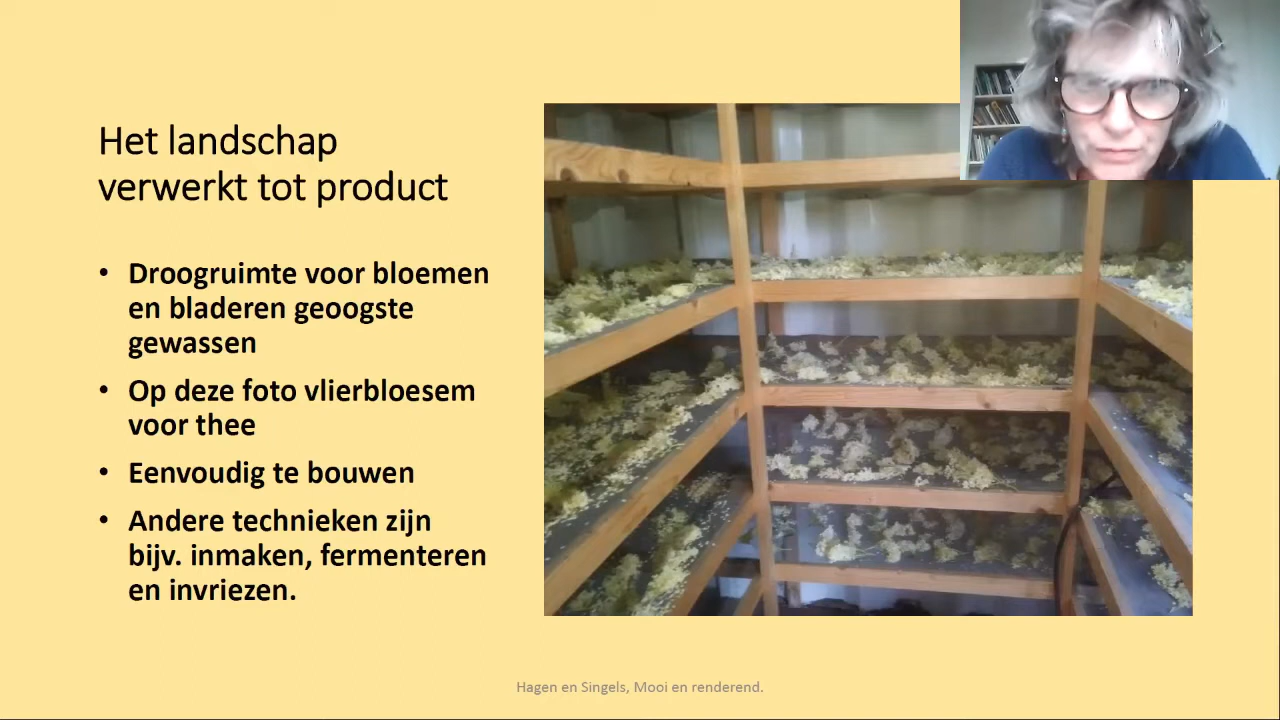 Het landschap
verwerkt tot product
• Droogruimte voor bloemen
en bladeren geoogste
gewassen
• Op deze foto vlierbloesem
voor thee
• Eenvoudig te bouwen
• Andere technieken zijn
bijv. inmaken, fermenteren
en invriezen.
Hagen en Singels, Mooi en renderend.